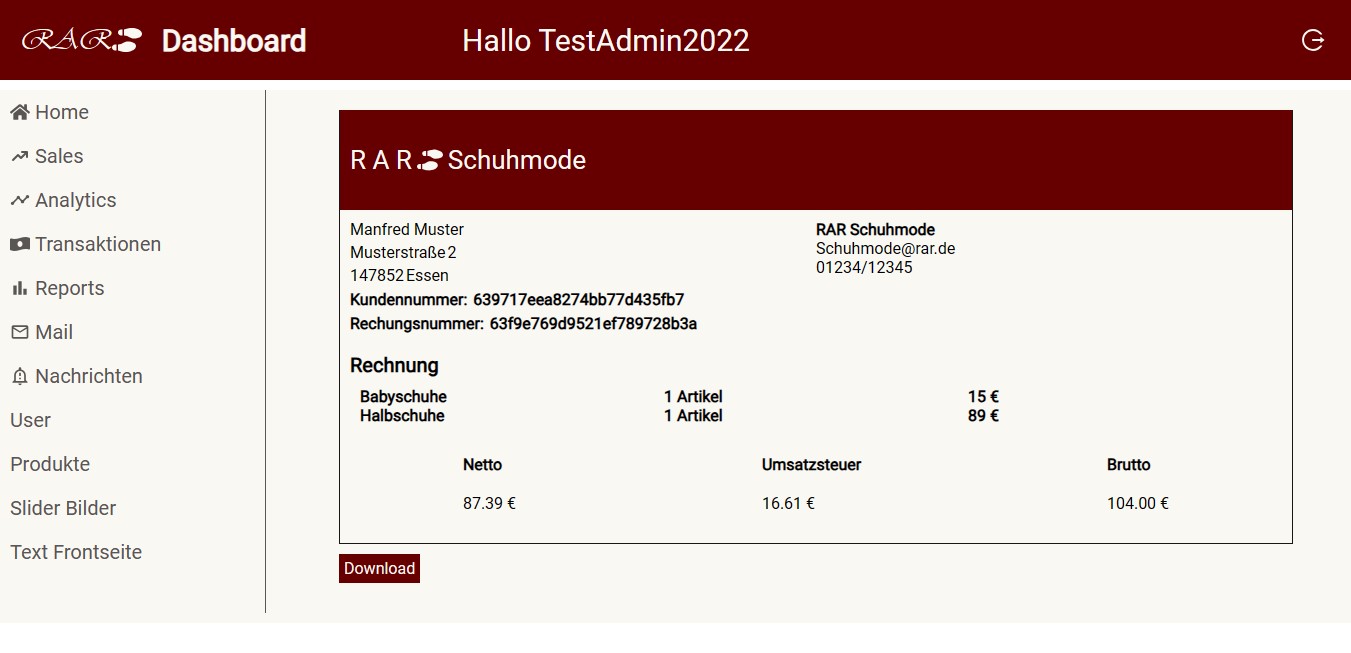 RAR Dashboard Hallo TestAdmin2022
Home
Sales
Analytics
Transaktionen
Reports
Mail
Nachrichten
User
Produkte
Slider Bilder
Text Frontseite
R A R Schuhmode
Manfred Muster
Musterstraße 2
147852 Essen
Kundennummer: 639717eea8274bb77d435fb7
Rechungsnummer: 63f9e769d9521ef789728b3a
RAR Schuhmode
Schuhmode@rar.de
01234/12345
Rechnung
Babyschuhe 1 Artikel 15 €
Halbschuhe 1 Artikel 89 €
Netto Umsatzsteuer Brutto
87.39 € 16.61 € 104.00 €
Download